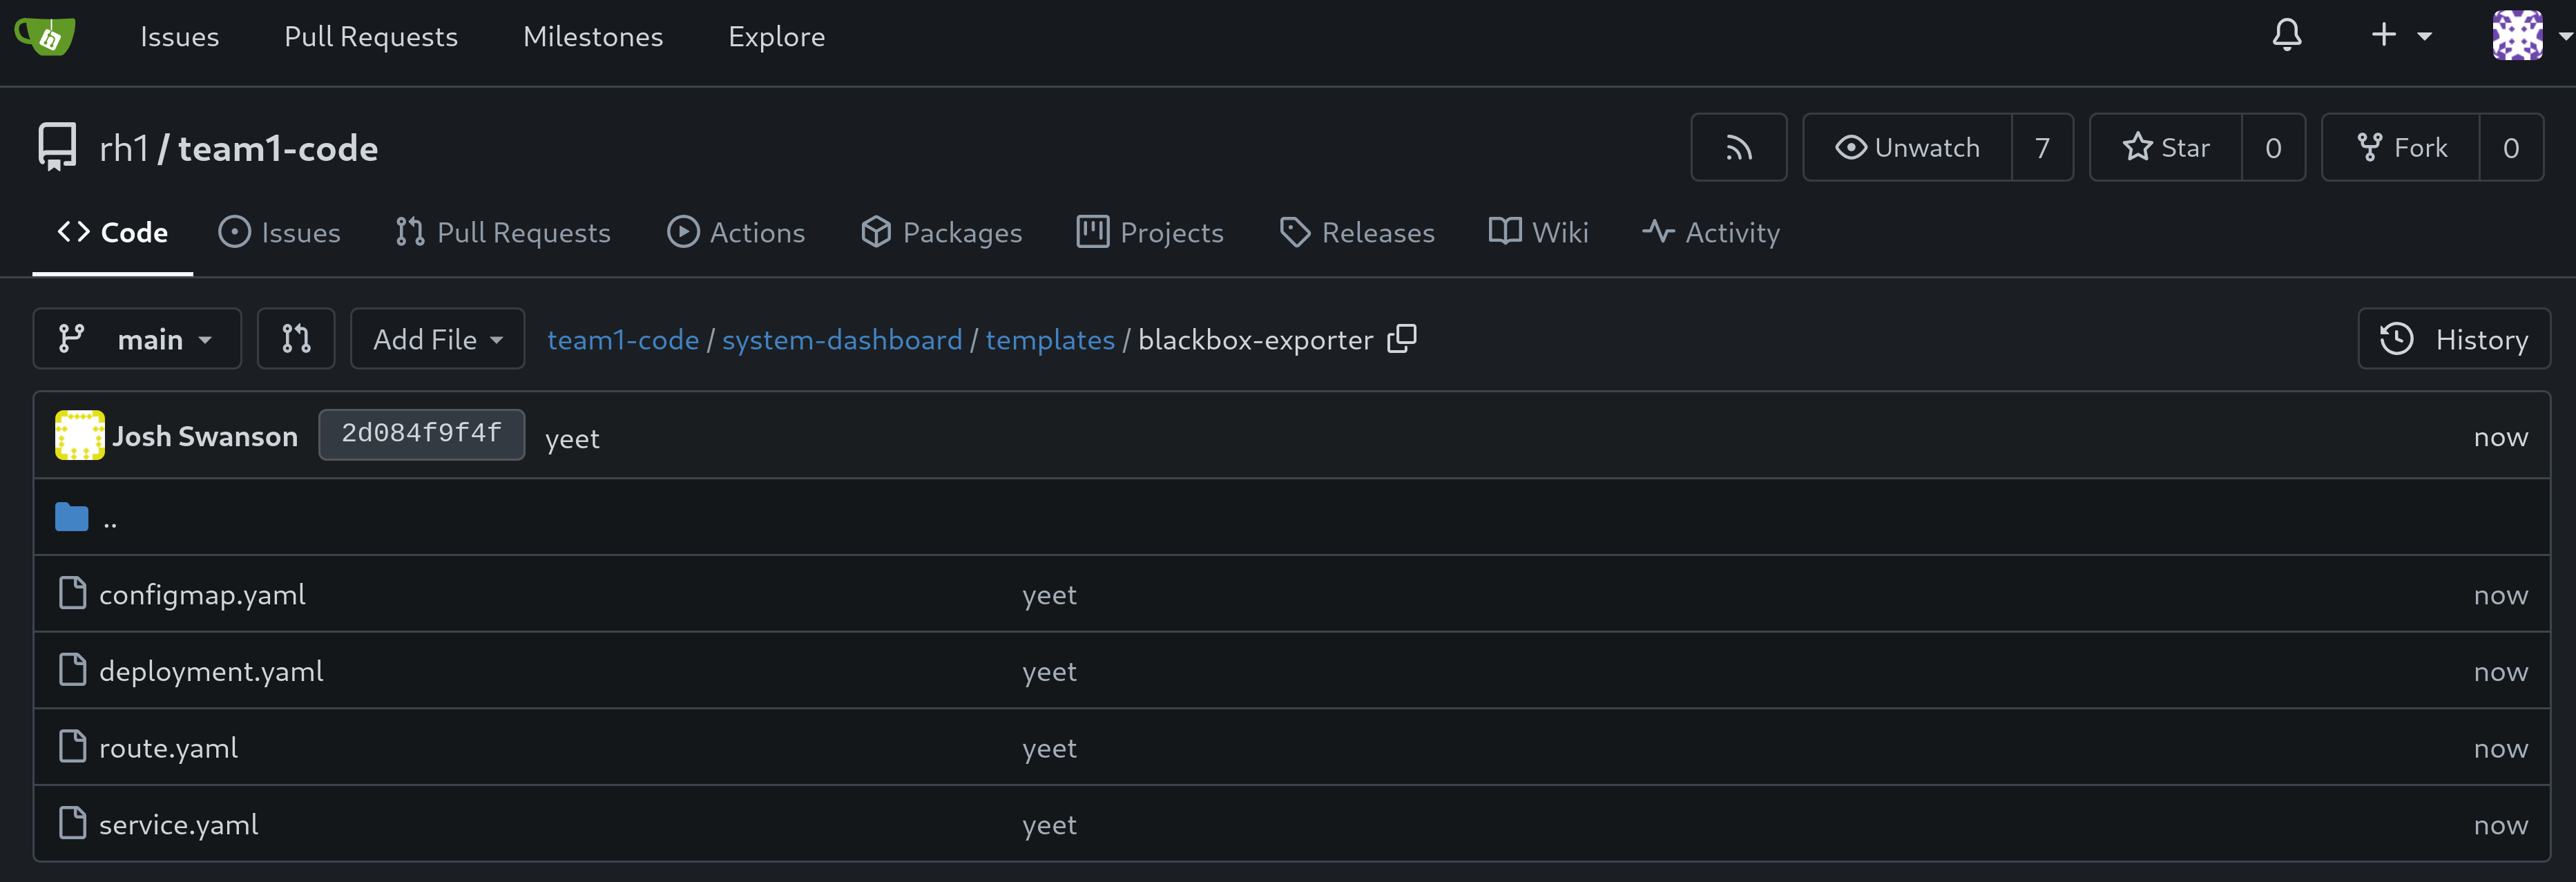 Issues Pull Requests Milestones Explore
rh1 / team1-code Unwatch 7 Star 0 Fork 0
Code Issues Pull Requests Actions Packages Projects Releases Wiki Activity
main Add File team1-code / system-dashboard / templates / blackbox-exporter History
Josh Swanson 2d084f9f4f yeet now
..
configmap.yaml yeet now
deployment.yaml yeet now
route.yaml yeet now
service.yaml yeet now